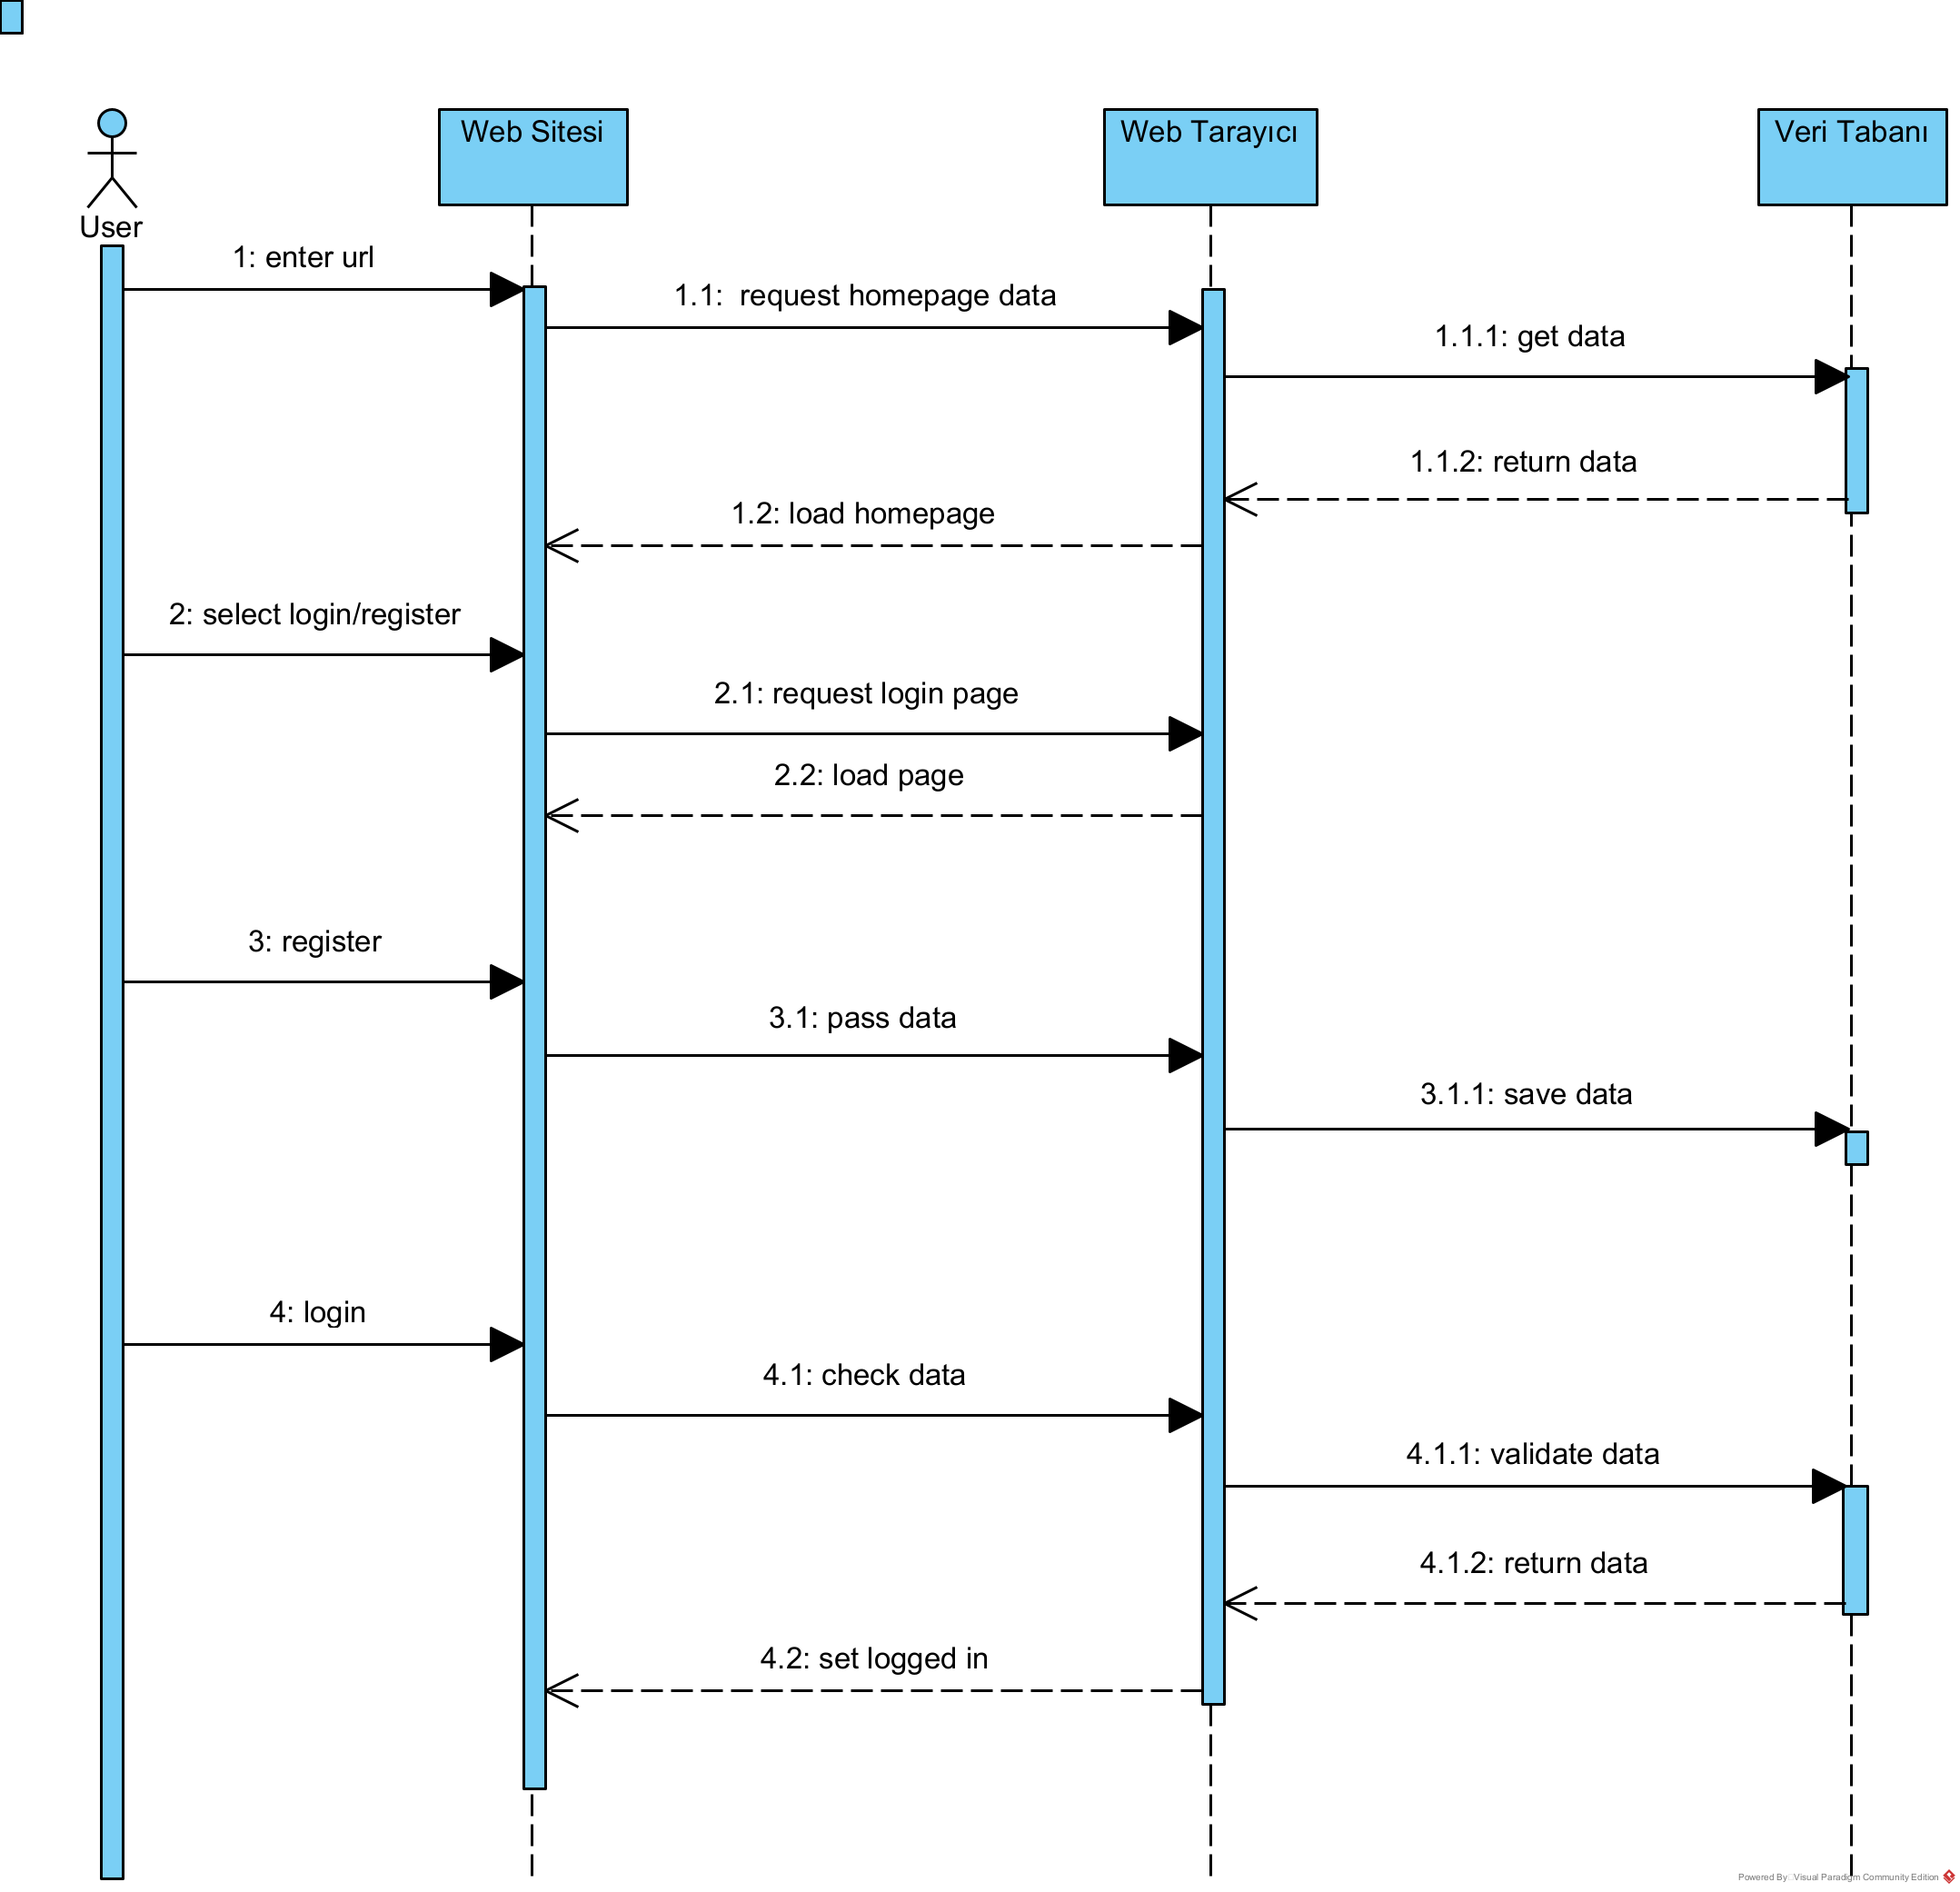 Web Sitesi
Web Tarayıcı
Veri Tabanı
User
1: enter url
1.1: request homepage data
1.1.1: get data
1.1.2: return data
1.2: load homepage
2: select login/register
2.1: request login page
2.2: load page
3: register
3.1: pass data
3.1.1: save data
4: login
4.1: check data
4.1.1: validate data
4.1.2: return data
4.2: set logged in
Powered By Visual Paradigm Community Edition